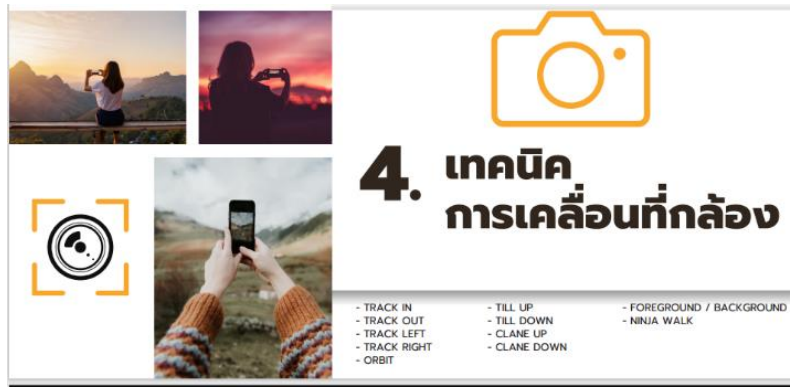 4. เทคนิค
การเคลื่อนที่กล้อง
- TRACK IN
- TRACK OUT
- TRACK LEFT
- TRACK RIGHT
- ORBIT
- TILL UP
- TILL DOWN
- CLANE UP
- CLANE DOWN
- FOREGROUND / BACKGROUND
- NINJA WALK